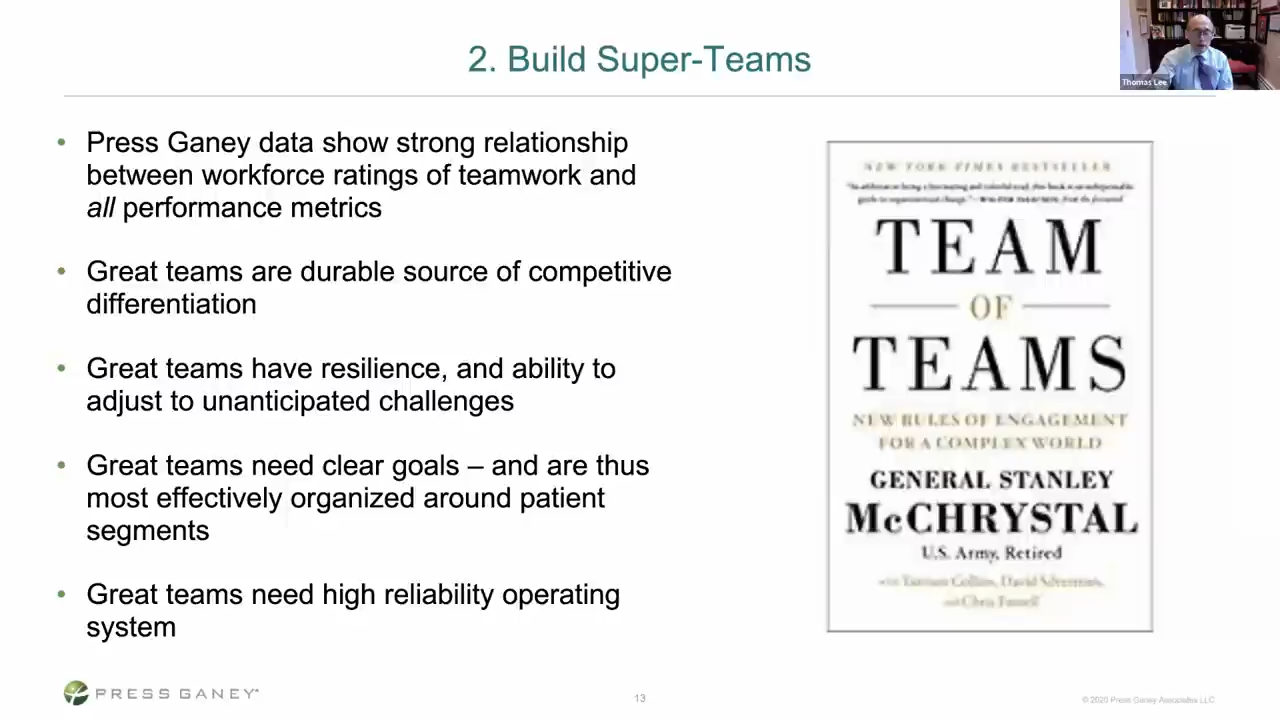 2. Build Super-Teams
Thomas Lee
• Press Ganey data show strong relationship
between workforce ratings of teamwork and
all performance metrics
• Great teams are durable source of competitive
differentiation
• Great teams have resilience, and ability to
adjust to unanticipated challenges
• Great teams need clear goals – and are thus
most effectively organized around patient
segments
• Great teams need high reliability operating
system
NEW YORK TIMES BESTSELLER
TEAM
OF
TEAMS
NEW RULES OF ENGAGEMENT
FOR A COMPLEX WORLD
GENERAL STANLEY
McCHRYSTAL
U.S. Army, Retired
PRESS GANEY
13
© 2020 Press Ganey Associates LLC